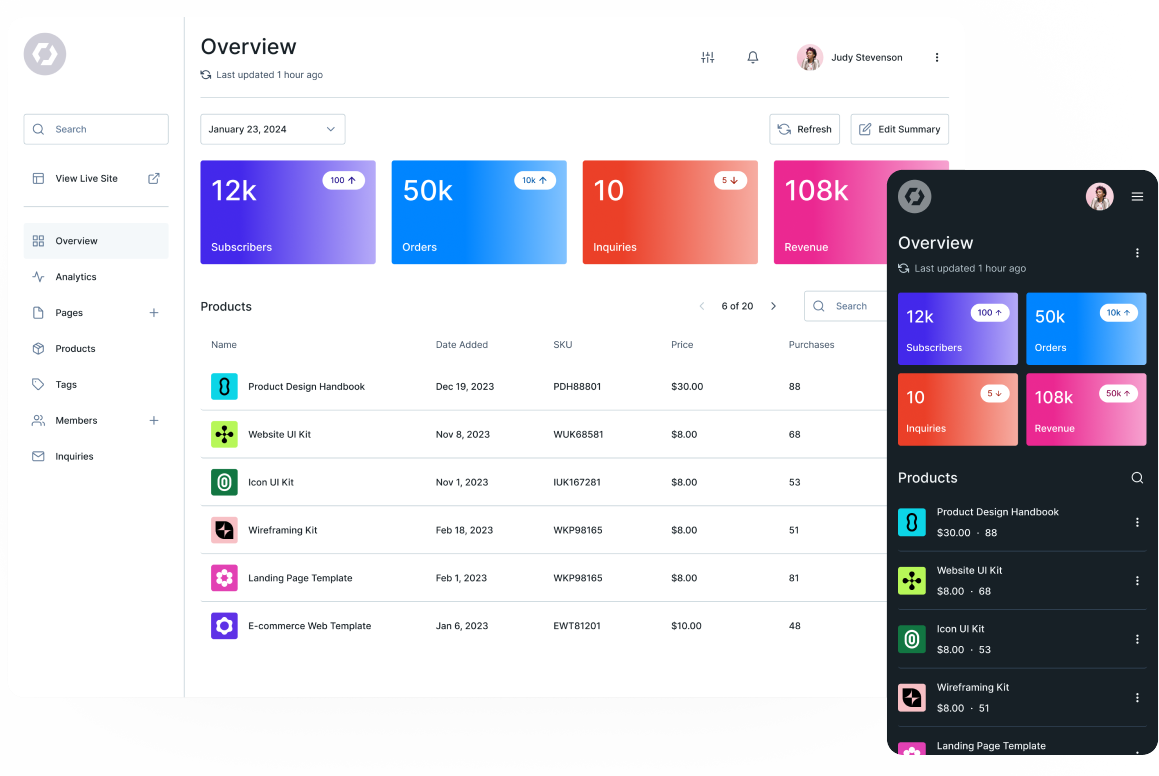 Overview
Last updated 1 hour ago
Judy Stevenson
Search
View Live Site
Overview
Analytics
Pages
Products
Tags
Members
Inquiries
January 23, 2024
Refresh
Edit Summary
12k
100
Subscribers
50k
10k
Orders
10
5
Inquiries
108k
Revenue
Products
6 of 20
Search
Name Date Added SKU Price Purchases
Product Design Handbook Dec 19, 2023 PDH88801 $30.00 88
Website UI Kit Nov 8, 2023 WUK68581 $8.00 68
Icon UI Kit Nov 1, 2023 IUK167281 $8.00 53
Wireframing Kit Feb 18, 2023 WKP98165 $8.00 51
Landing Page Template Feb 1, 2023 WKP98165 $8.00 81
E-commerce Web Template Jan 6, 2023 EWT81201 $10.00 48
Overview
Last updated 1 hour ago
12k
100
Subscribers
50k
10k
Orders
10
5
Inquiries
108k
50k
Revenue
Products
Product Design Handbook
$30.00 · 88
Website UI Kit
$8.00 · 68
Icon UI Kit
$8.00 · 53
Wireframing Kit
$8.00 · 51
Landing Page Template